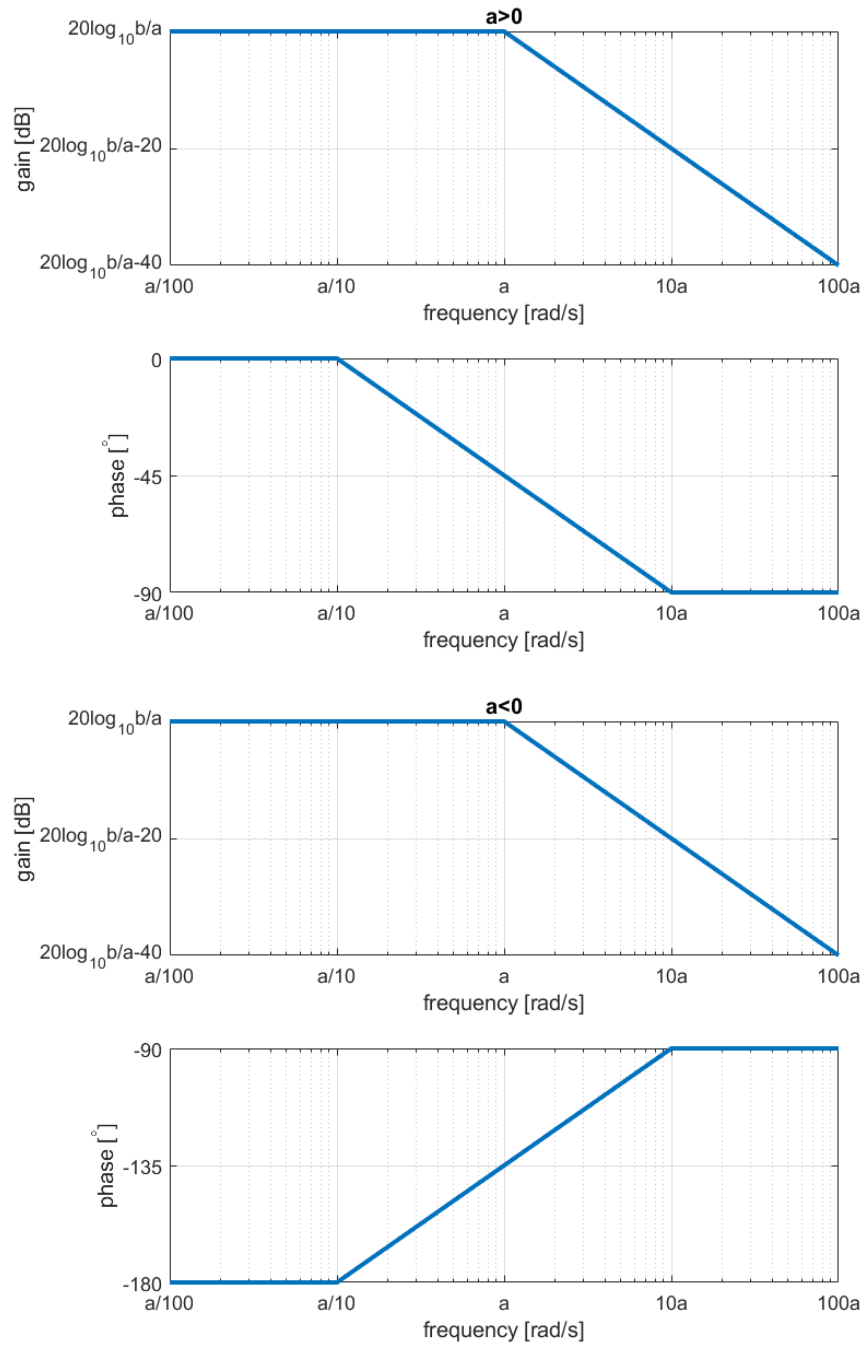 a>0
20log10b/a
20log10b/a-20
20log10b/a-40
gain [dB]
a/100 a/10 a 10a 100a
frequency [rad/s]
0
-45
-90
phase [°]
a/100 a/10 a 10a 100a
frequency [rad/s]
a<0
20log10b/a
20log10b/a-20
20log10b/a-40
gain [dB]
a/100 a/10 a 10a 100a
frequency [rad/s]
-90
-135
-180
phase [°]
a/100 a/10 a 10a 100a
frequency [rad/s]